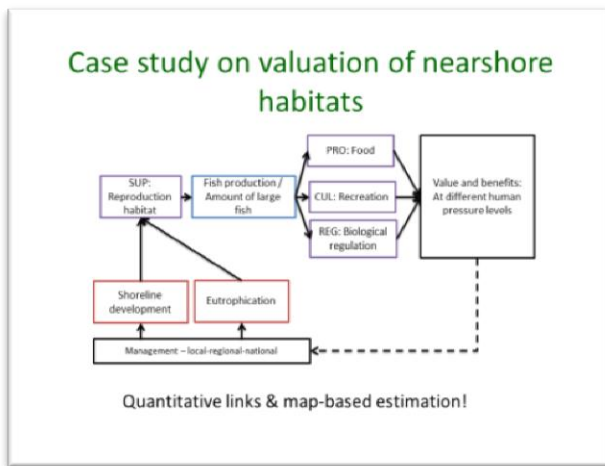 Case study on valuation of nearshore
habitats
PRO: Food
SUP:
Reproduction
habitat
Fish production /
Amount of large
fish
CUL: Recreation
REG: Biological
regulation
Value and benefits:
At different human
pressure levels
Shoreline
development
Eutrophication
Management – local-regional-national
Quantitative links & map-based estimation!